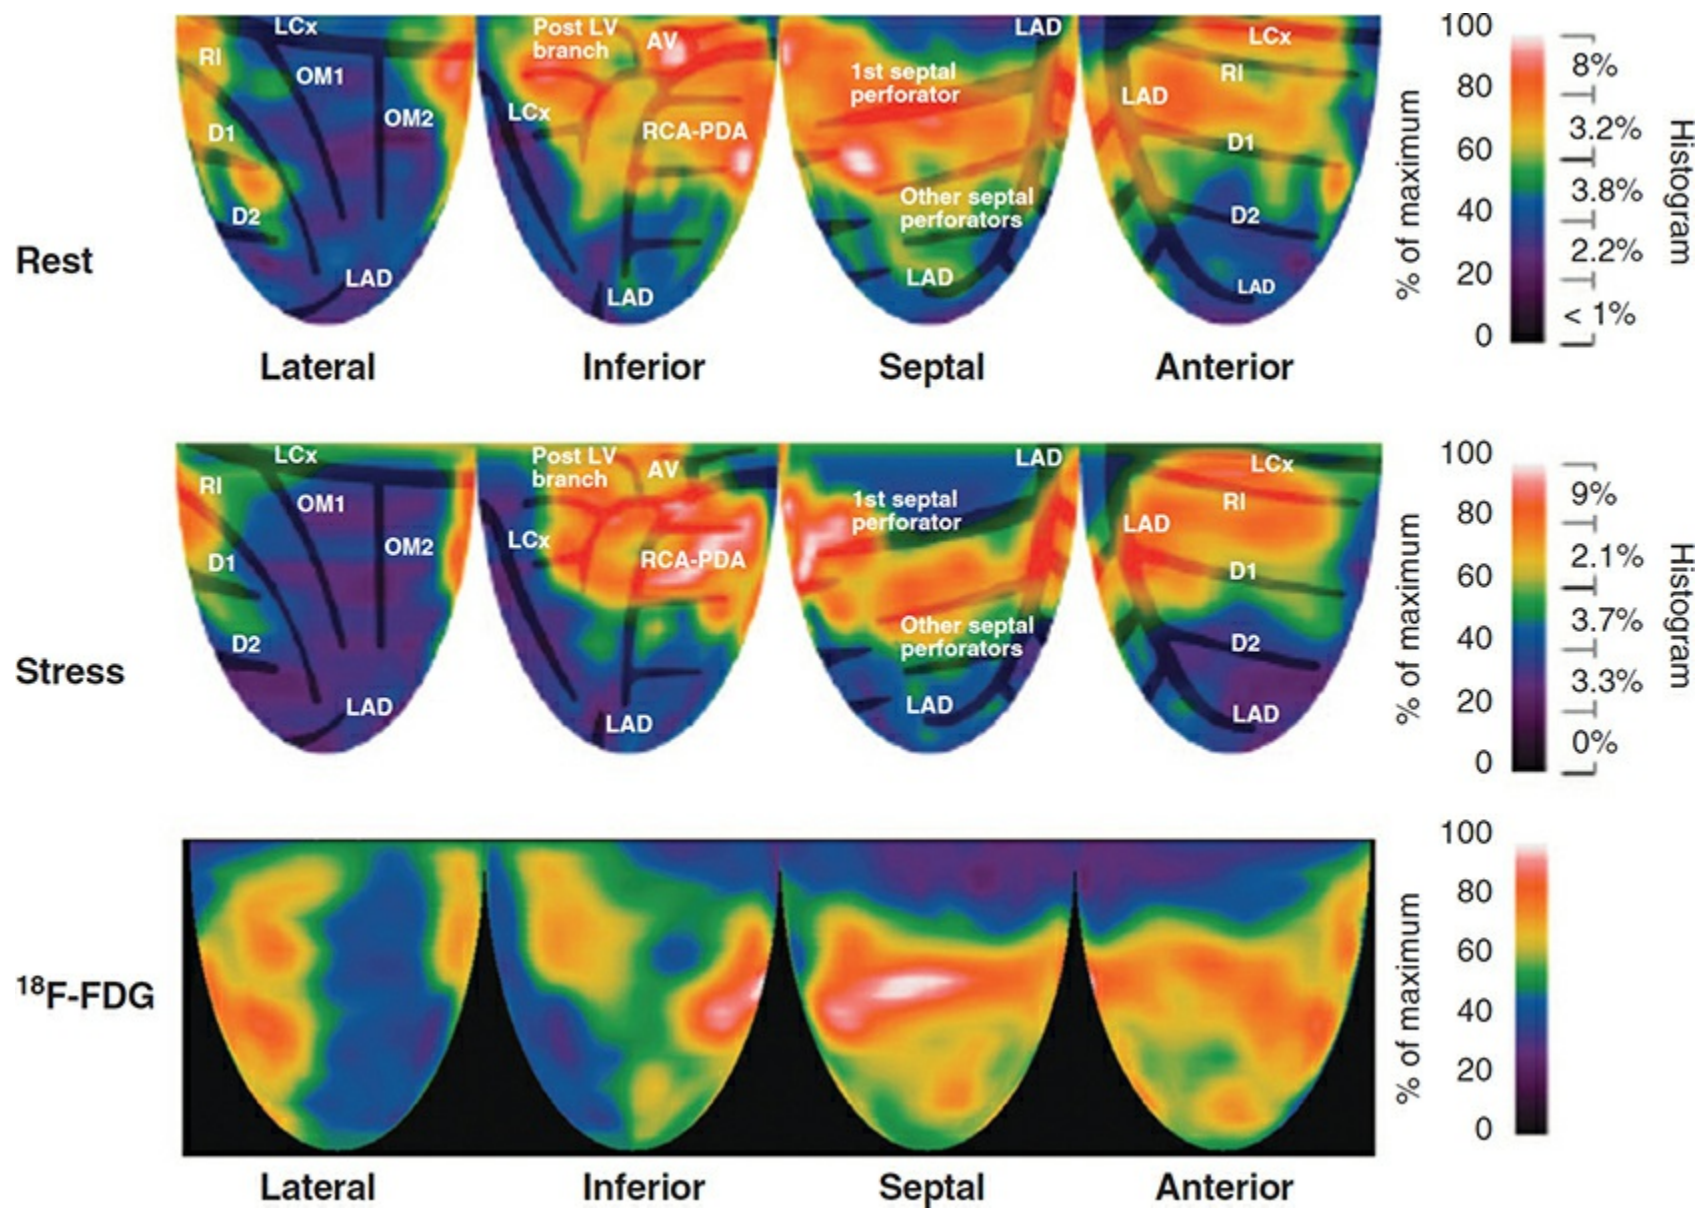 Rest
LCx
RI
OM1
OM2
D1
D2
LAD
Post LV
branch
AV
LCx
RCA-PDA
LAD
LAD
1st septal
perforator
Other septal
perforators
LAD
LCx
RI
LAD
D1
D2
LAD
% of maximum
100
80
60
40
20
0
8%
3.2%
3.8%
2.2%
< 1%
Histogram
Lateral
Inferior
Septal
Anterior
Stress
LCx
RI
OM1
OM2
D1
D2
LAD
Post LV
branch
AV
LCx
RCA-PDA
LAD
LAD
1st septal
perforator
Other septal
perforators
LAD
LCx
RI
LAD
D1
D2
LAD
% of maximum
100
80
60
40
20
0
9%
2.1%
3.7%
3.3%
0%
Histogram
¹⁸F-FDG
% of maximum
100
80
60
40
20
0
Lateral
Inferior
Septal
Anterior